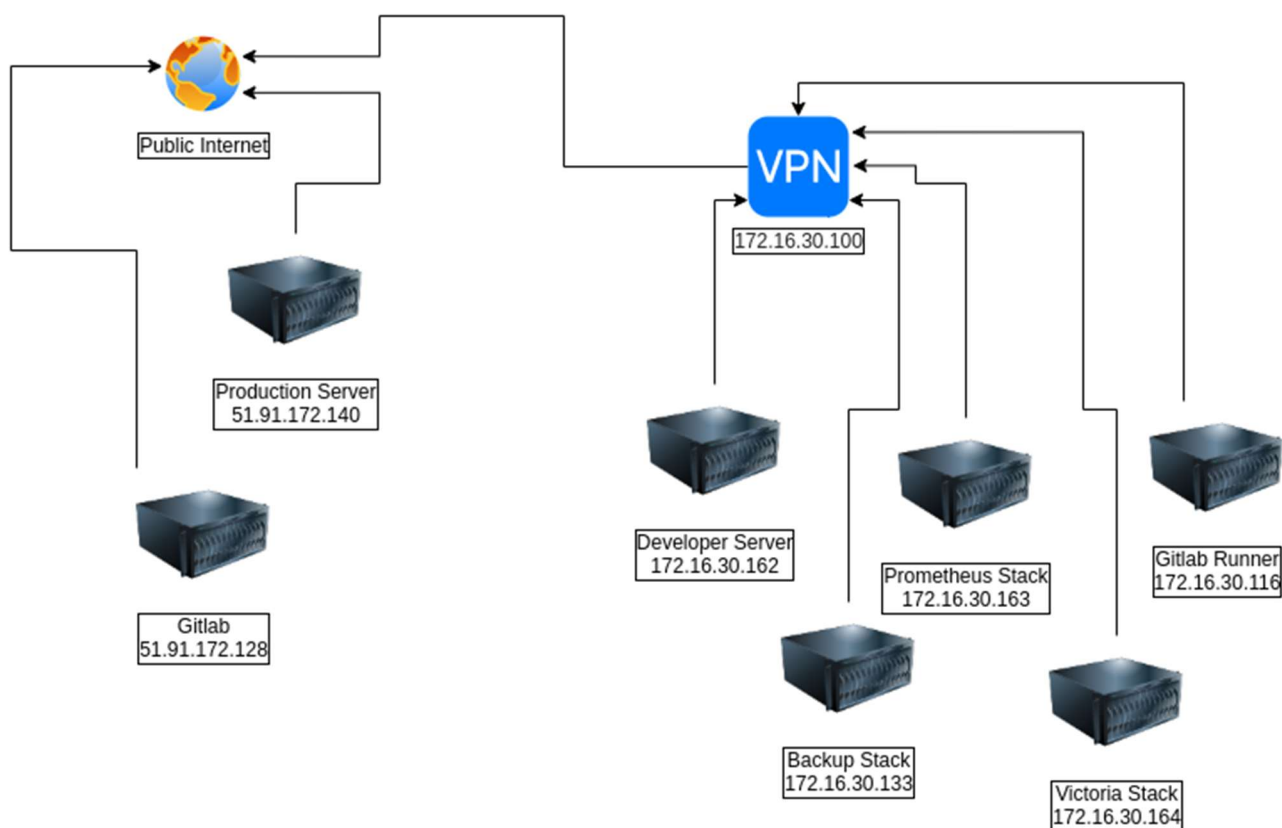 Public Internet
VPN
172.16.30.100
Production Server
51.91.172.140
Developer Server
172.16.30.162
Prometheus Stack
172.16.30.163
Gitlab Runner
172.16.30.116
Gitlab
51.91.172.128
Backup Stack
172.16.30.133
Victoria Stack
172.16.30.164